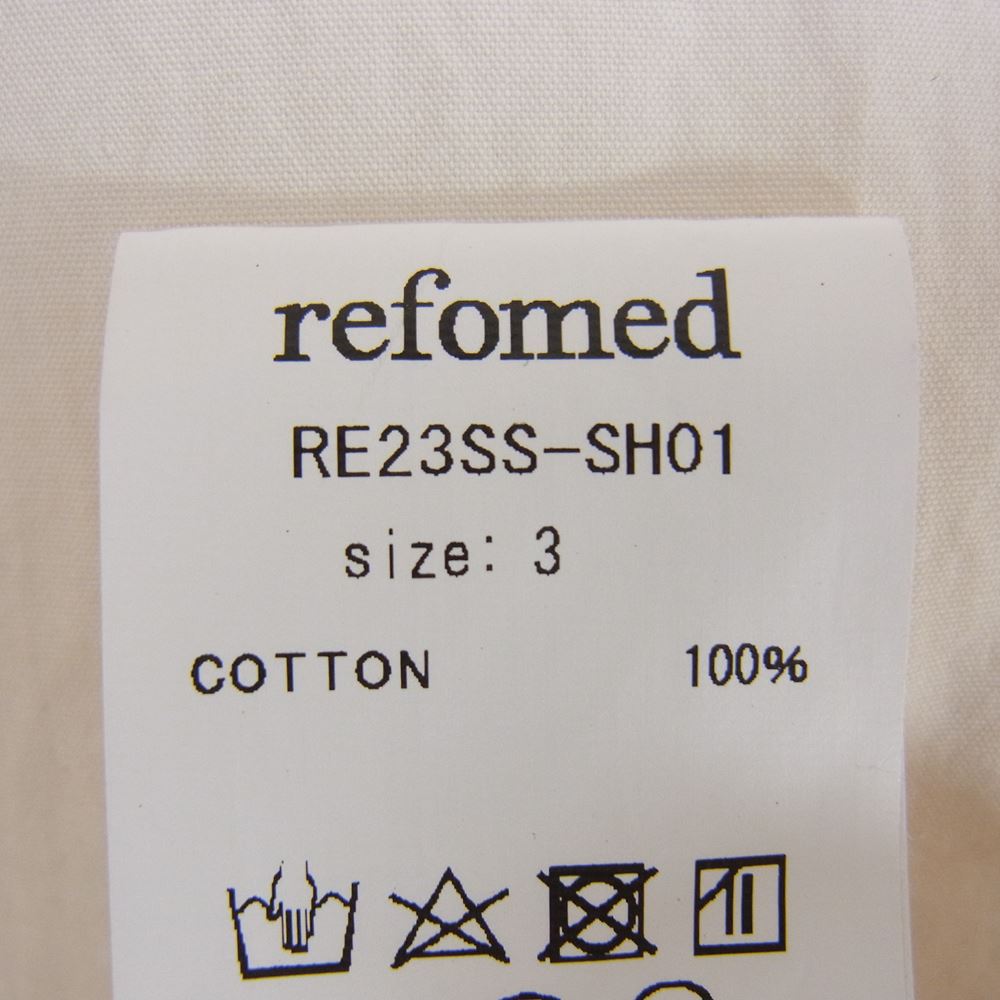 refomed
RE23SS-SH01
size: 3
COTTON 100%